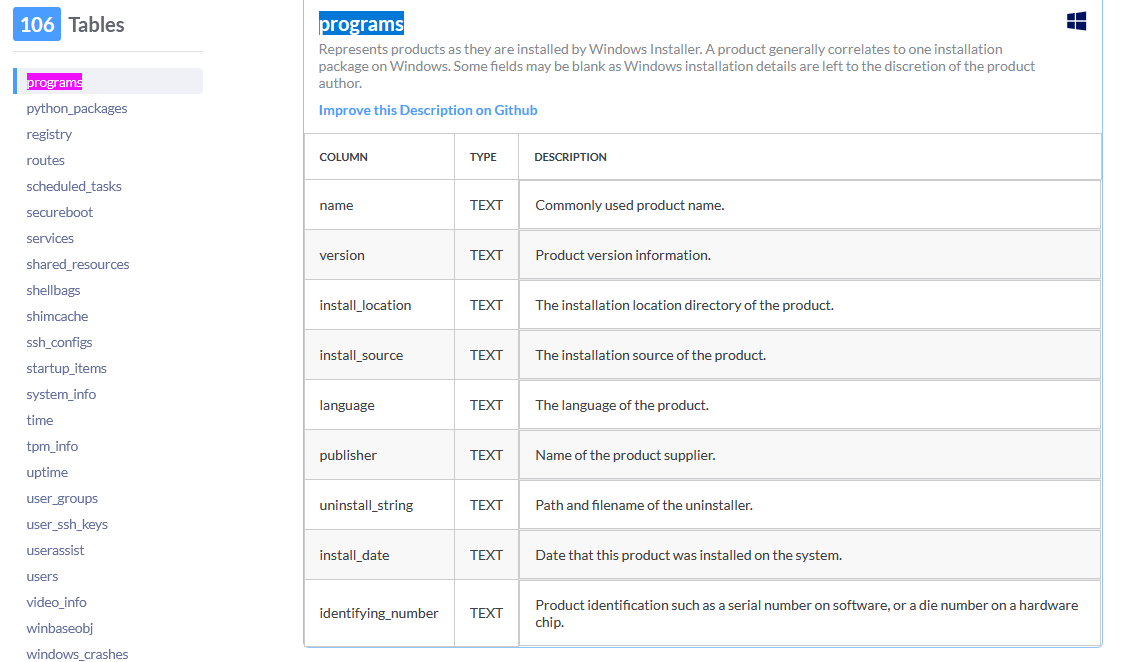 106 Tables
programs
python_packages
registry
routes
scheduled_tasks
secureboot
services
shared_resources
shellbags
shimcache
ssh_configs
startup_items
system_info
time
tpm_info
uptime
user_groups
user_ssh_keys
userassist
users
video_info
winbaseobj
windows_crashes
programs
Represents products as they are installed by Windows Installer. A product generally correlates to one installation
package on Windows. Some fields may be blank as Windows installation details are left to the discretion of the product
author.
Improve this Description on Github
COLUMN TYPE DESCRIPTION
name TEXT Commonly used product name.
version TEXT Product version information.
install_location TEXT The installation location directory of the product.
install_source TEXT The installation source of the product.
language TEXT The language of the product.
publisher TEXT Name of the product supplier.
uninstall_string TEXT Path and filename of the uninstaller.
install_date TEXT Date that this product was installed on the system.
identifying_number TEXT Product identification such as a serial number on software, or a die number on a hardware
chip.